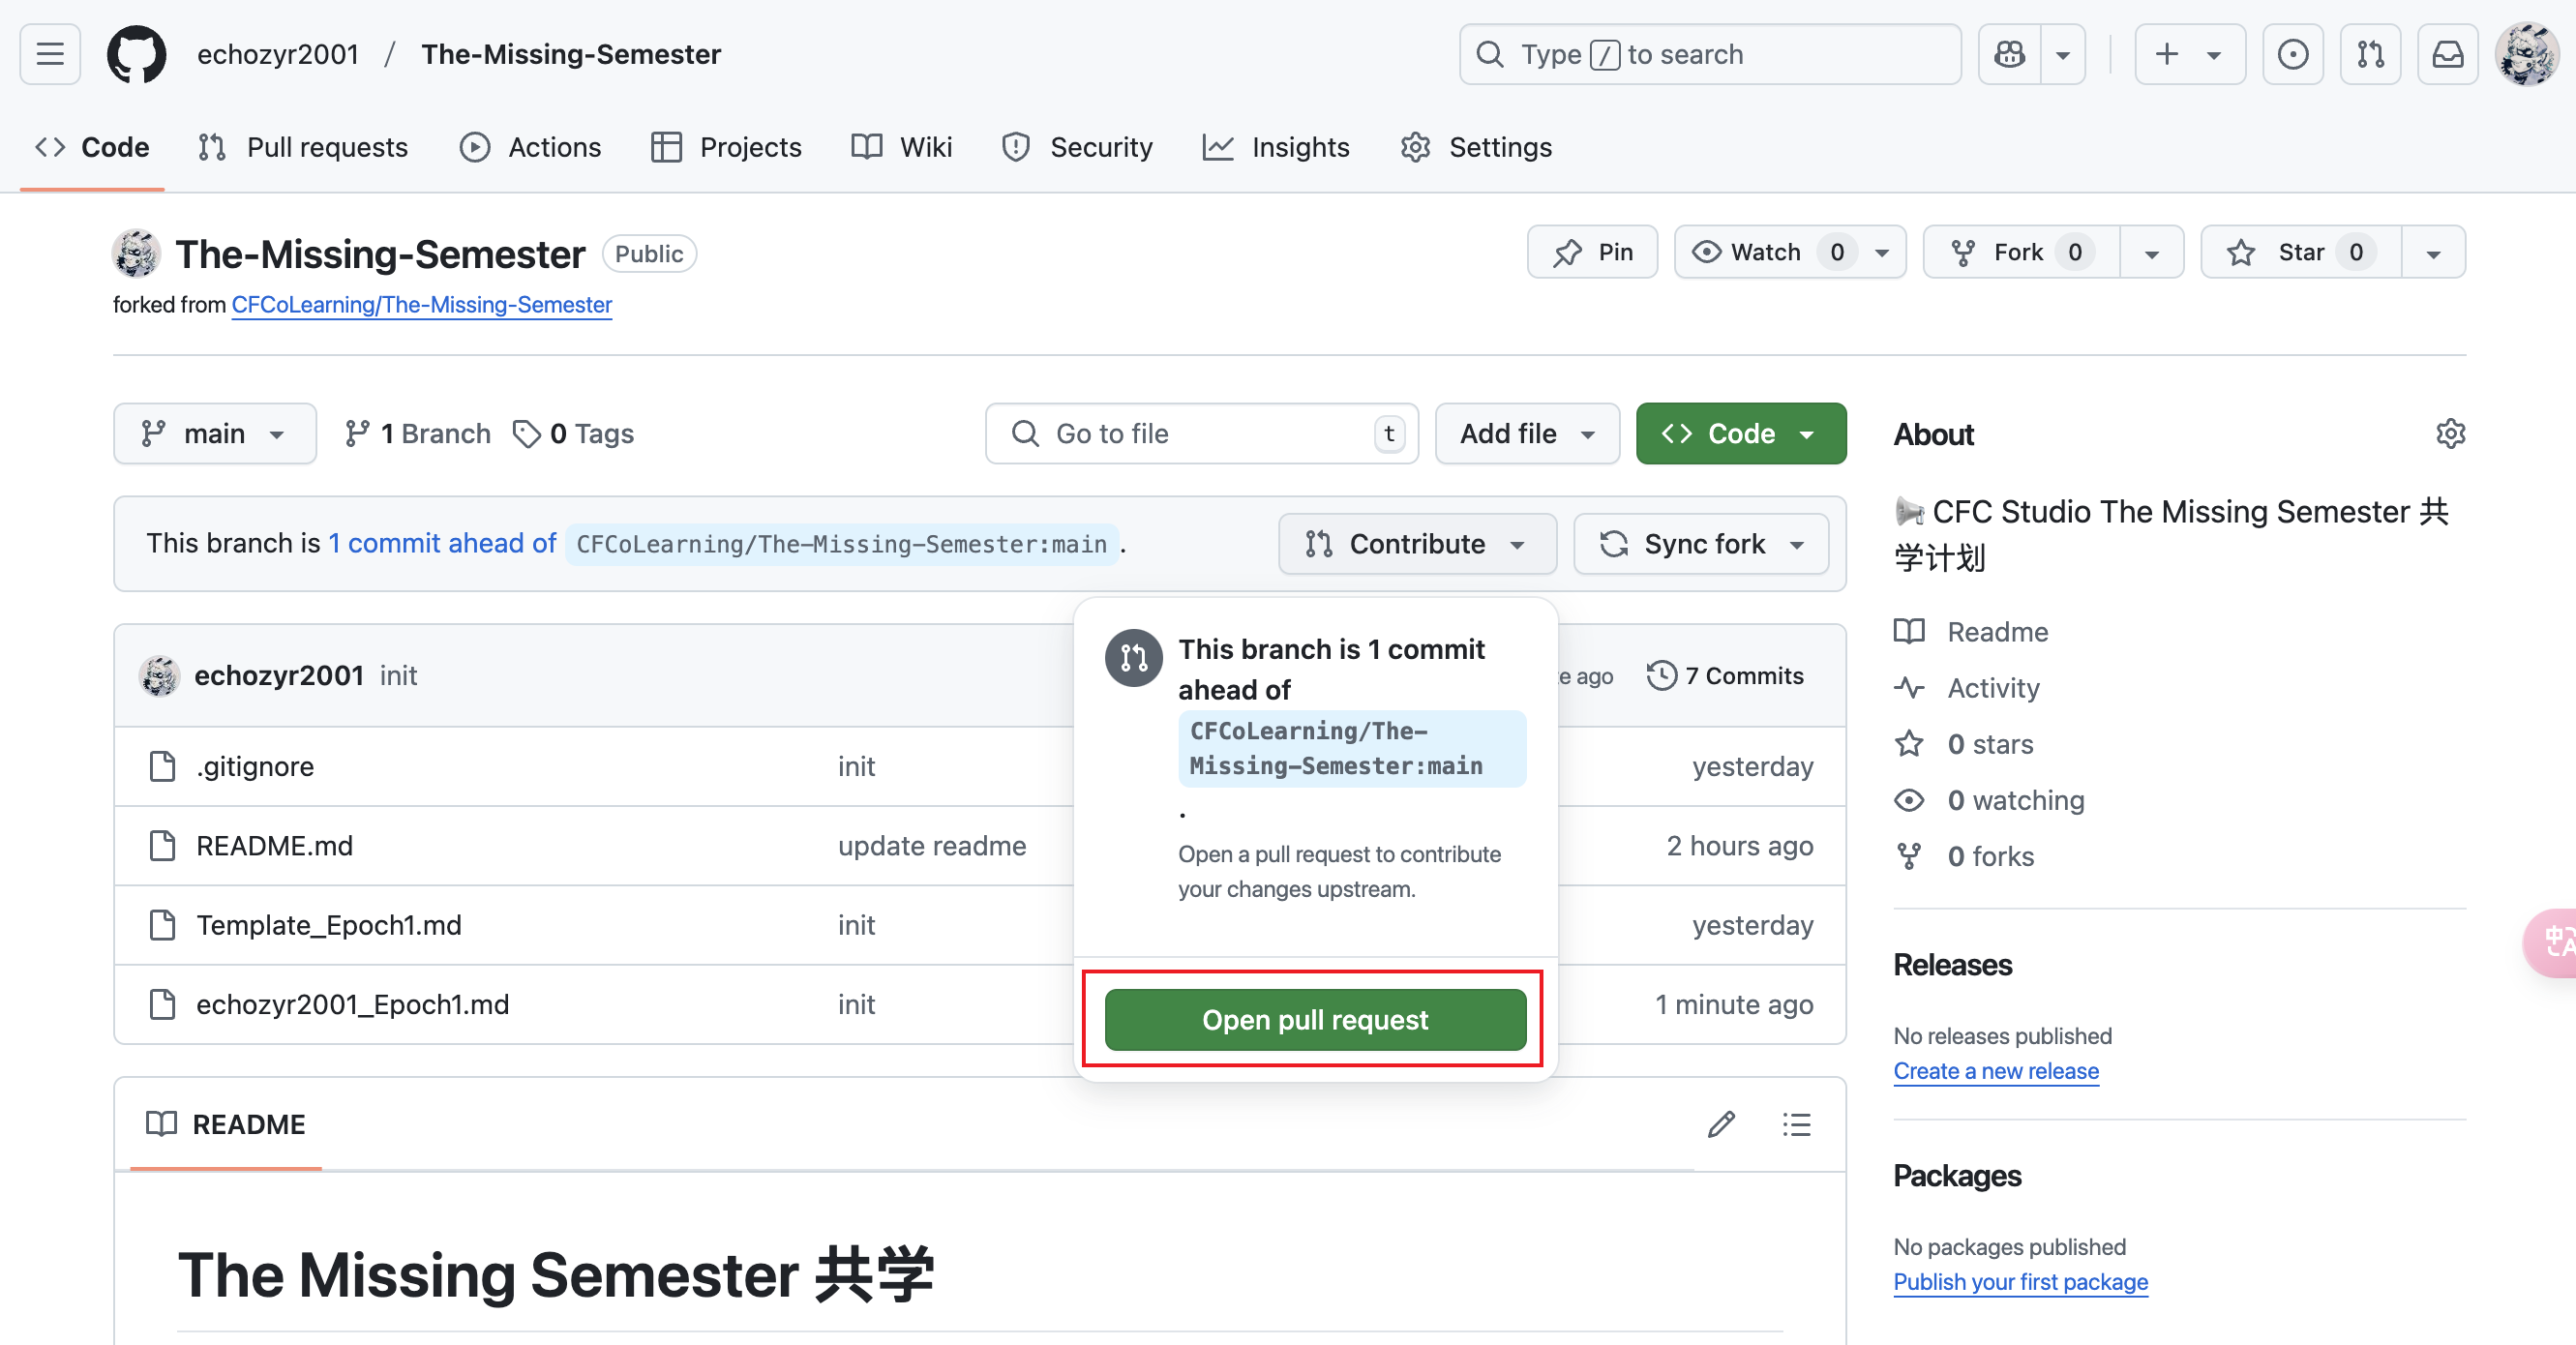 echozyr2001 / The-Missing-Semester
Type / to search
Code
Pull requests
Actions
Projects
Wiki
Security
Insights
Settings
The-Missing-Semester Public
forked from CFCoLearning/The-Missing-Semester
Pin
Watch 0
Fork 0
Star 0
main
1 Branch
0 Tags
Go to file t
Add file
Code
This branch is 1 commit ahead of CFCoLearning/The-Missing-Semester:main .
Contribute
Sync fork
This branch is 1 commit
ahead of
CFCoLearning/The-
Missing-Semester:main
.
Open a pull request to contribute
your changes upstream.
Open pull request
echozyr2001 init
ago
7 Commits
.gitignore init yesterday
README.md update readme 2 hours ago
Template_Epoch1.md init yesterday
echozyr2001_Epoch1.md init 1 minute ago
README
The Missing Semester 共学
About
CFC Studio The Missing Semester 共
学计划
Readme
Activity
0 stars
0 watching
0 forks
Releases
No releases published
Create a new release
Packages
No packages published
Publish your first package
中A